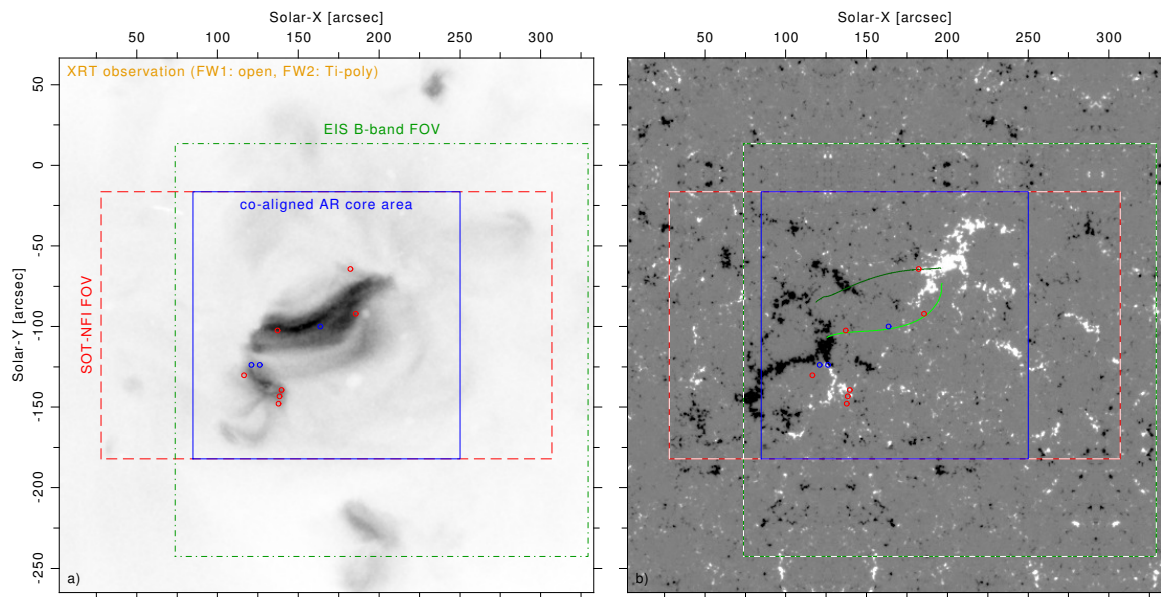 Solar-X [arcsec]
Solar-X [arcsec]
50 100 150 200 250 300
50 100 150 200 250 300
XRT observation (FW1: open, FW2: Ti-poly)
EIS B-band FOV
co-aligned AR core area
SOT-NFI FOV
Solar-Y [arcsec]
50
0
-50
-100
-150
-200
-250
a)
b)